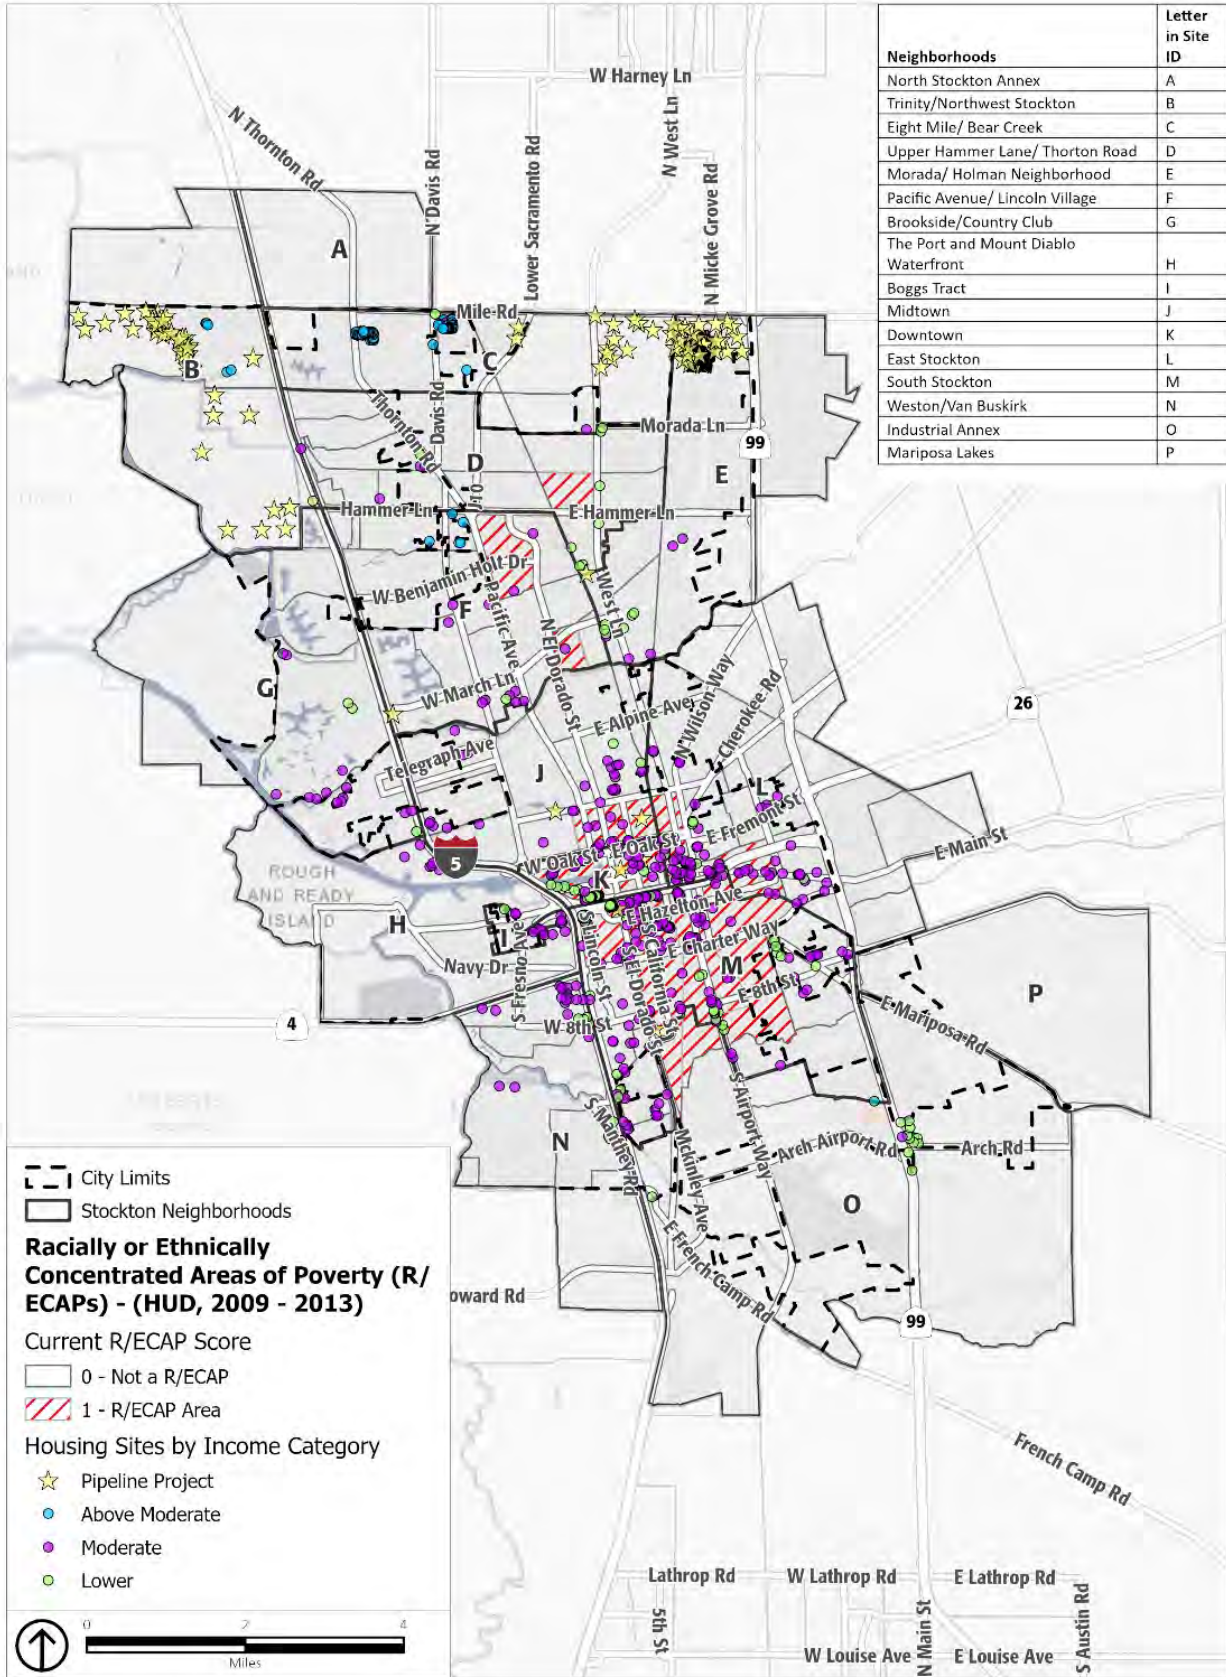 Neighborhoods
Letter
in Site
ID
North Stockton Annex A
Trinity/Northwest Stockton B
Eight Mile/ Bear Creek C
Upper Hammer Lane/ Thorton Road D
Morada/ Holman Neighborhood E
Pacific Avenue/ Lincoln Village F
Brookside/Country Club G
The Port and Mount Diablo
Waterfront H
Boggs Tract I
Midtown J
Downtown K
East Stockton L
South Stockton M
Weston/Van Buskirk N
Industrial Annex O
Mariposa Lakes P
W Harney Ln
N Thornton Rd
N Davis Rd
Lower Sacramento Rd
N West Ln
N Micke Grove Rd
A
Mile Rd
B
C
Thornton Rd
Davis Rd
Morada Ln
99
D
E
Hammer Ln
E Hammer Ln
W Benjamin Holt Dr
F
Pacific Ave
West Ln
N El Dorado St
G
W March Ln
N Wilson Way
Cherokee Rd
26
E Alpine Ave
Telegraph Ave
J
L
E Fremont St
E Main St
5
W Oak St
E Oak St
ROUGH
AND READY
ISLAND
K
H
I
E Hazelton Ave
S Fresno Ave
S Lincoln St
S El Dorado St
S California St
E Charter Way
M
Navy Dr
E 8th St
P
4
W 8th St
E Mariposa Rd
N
S Manthey Rd
Mckinley Ave
S Airport Way
Arch Airport Rd
Arch Rd
O
E French Camp Rd
oward Rd
99
French Camp Rd
Lathrop Rd
W Lathrop Rd
E Lathrop Rd
5th St
N Main St
S Austin Rd
W Louise Ave
E Louise Ave
City Limits
Stockton Neighborhoods
Racially or Ethnically
Concentrated Areas of Poverty (R/
ECAPs) - (HUD, 2009 - 2013)
Current R/ECAP Score
0 - Not a R/ECAP
1 - R/ECAP Area
Housing Sites by Income Category
Pipeline Project
Above Moderate
Moderate
Lower
0 2 4
Miles